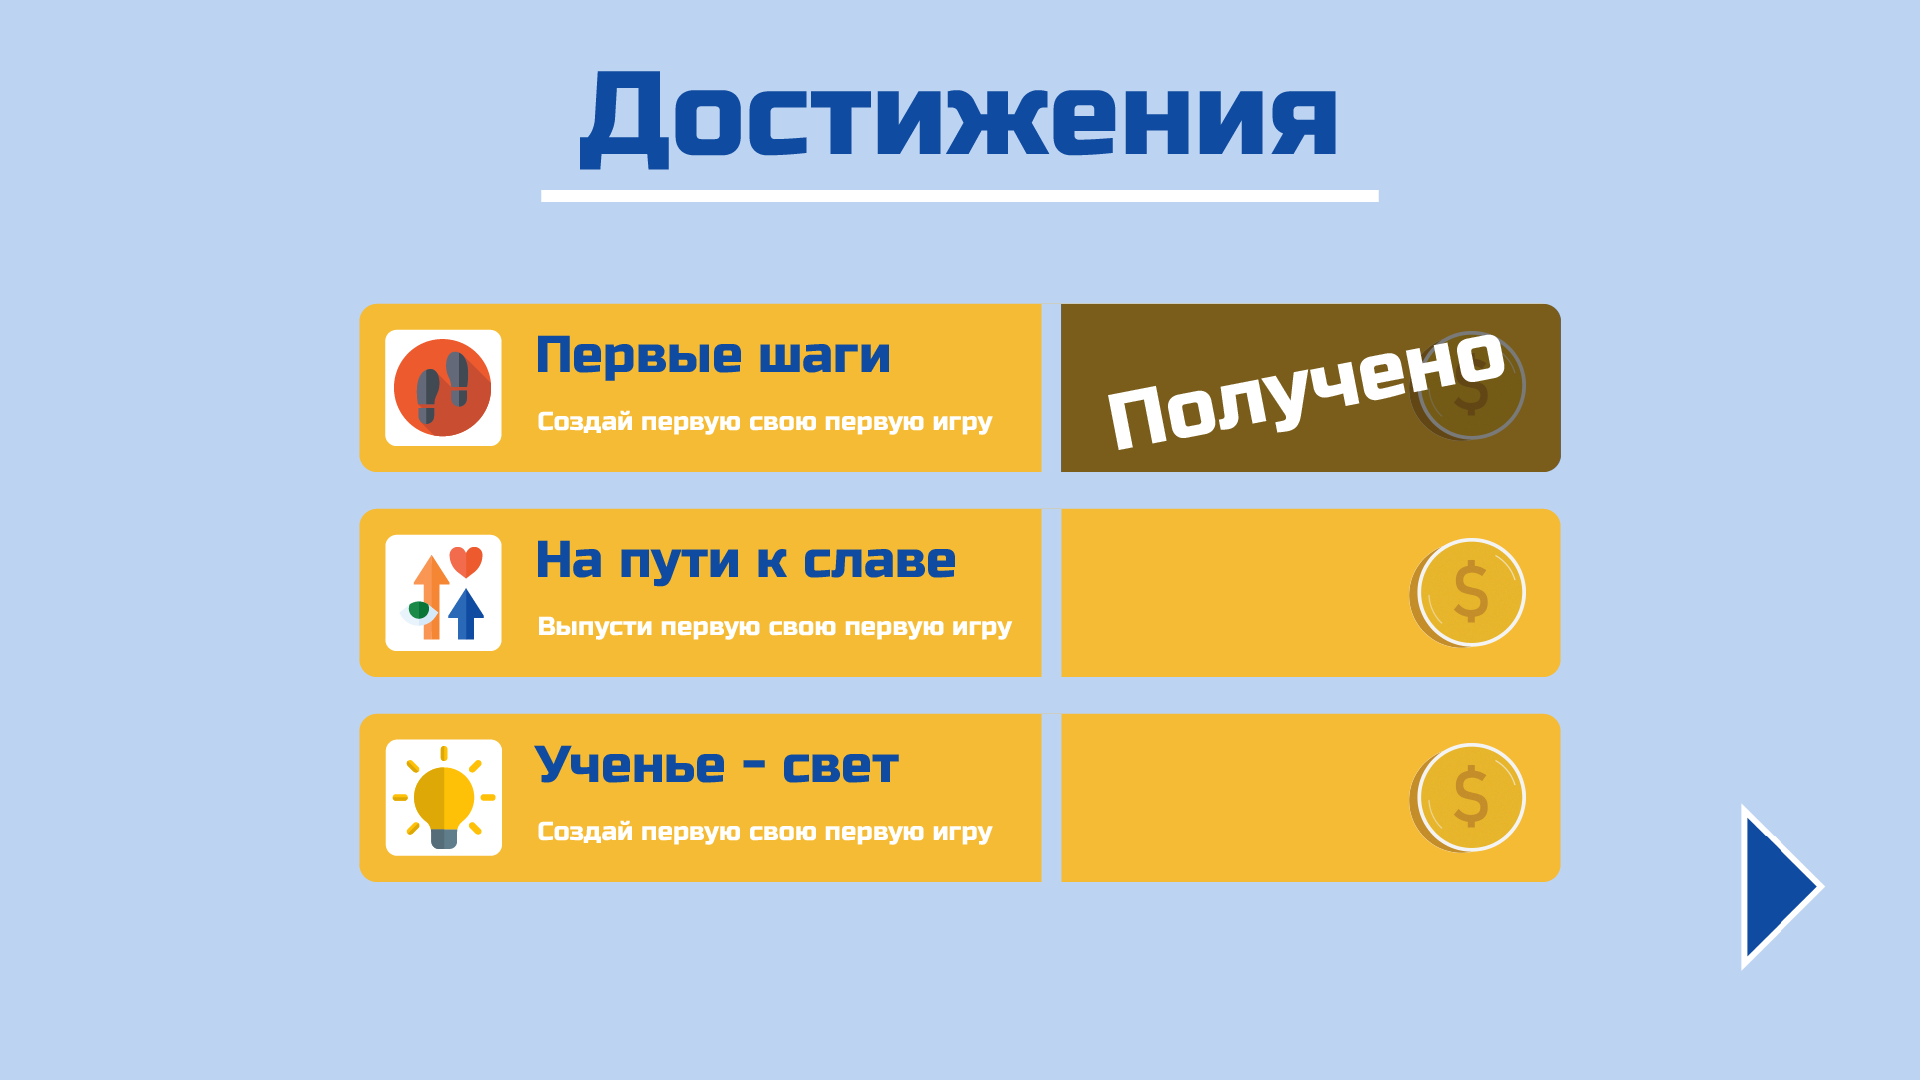 Достижения
Первые шаги
Создай первую свою первую игру
Получено
$
На пути к славе
Выпусти первую свою первую игру
$
Ученье - свет
Создай первую свою первую игру
$